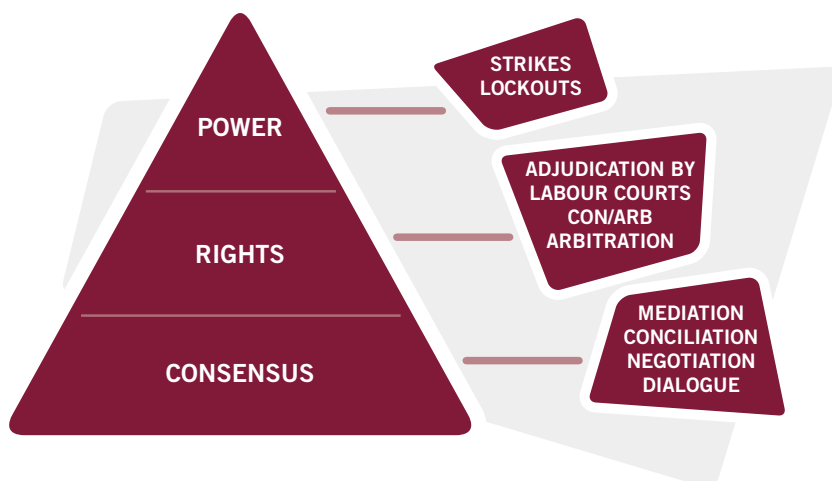 POWER
STRIKES
LOCKOUTS
RIGHTS
ADJUDICATION BY
LABOUR COURTS
CON/ARB
ARBITRATION
CONSENSUS
MEDIATION
CONCILIATION
NEGOTIATION
DIALOGUE